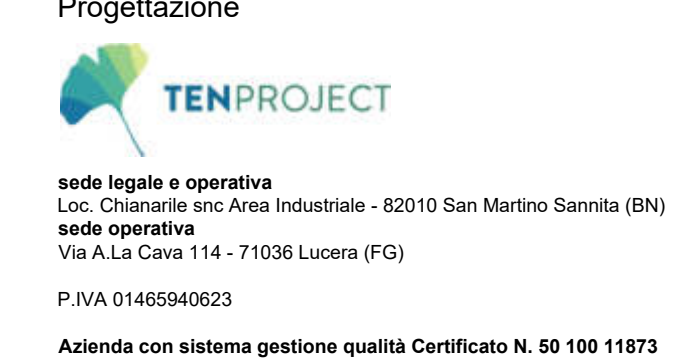 Progettazione
TENPROJECT
sede legale e operativa
Loc. Chianarile snc Area Industriale - 82010 San Martino Sannita (BN)
sede operativa
Via A.La Cava 114 - 71036 Lucera (FG)
P.IVA 01465940623
Azienda con sistema gestione qualità Certificato N. 50 100 11873